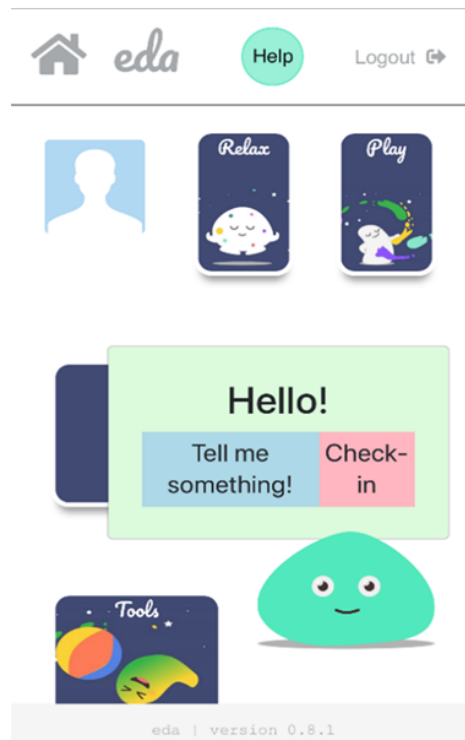 eda
Help
Logout
Relax
Play
Hello!
Tell me
something!
Check-
in
Tools
eda | version 0.8.1